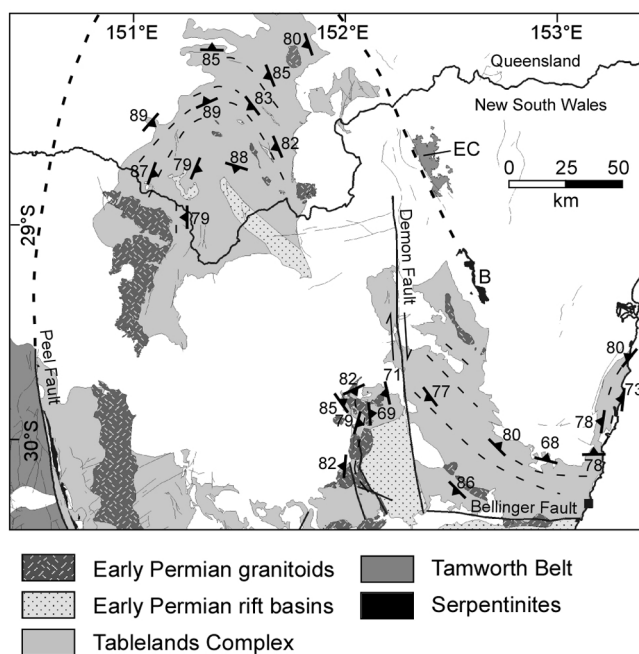 151°E 152°E 153°E
80
85
85
Queensland
New South Wales
89
83
89
EC
82
0 25 50
km
87
79
88
29°S
79
Demon Fault
B
Peel Fault
80
82
71
73
85
77
79
69
78
30°S
80
68
82
78
86
Bellinger Fault
Early Permian granitoids
Tamworth Belt
Early Permian rift basins
Serpentinites
Tablelands Complex